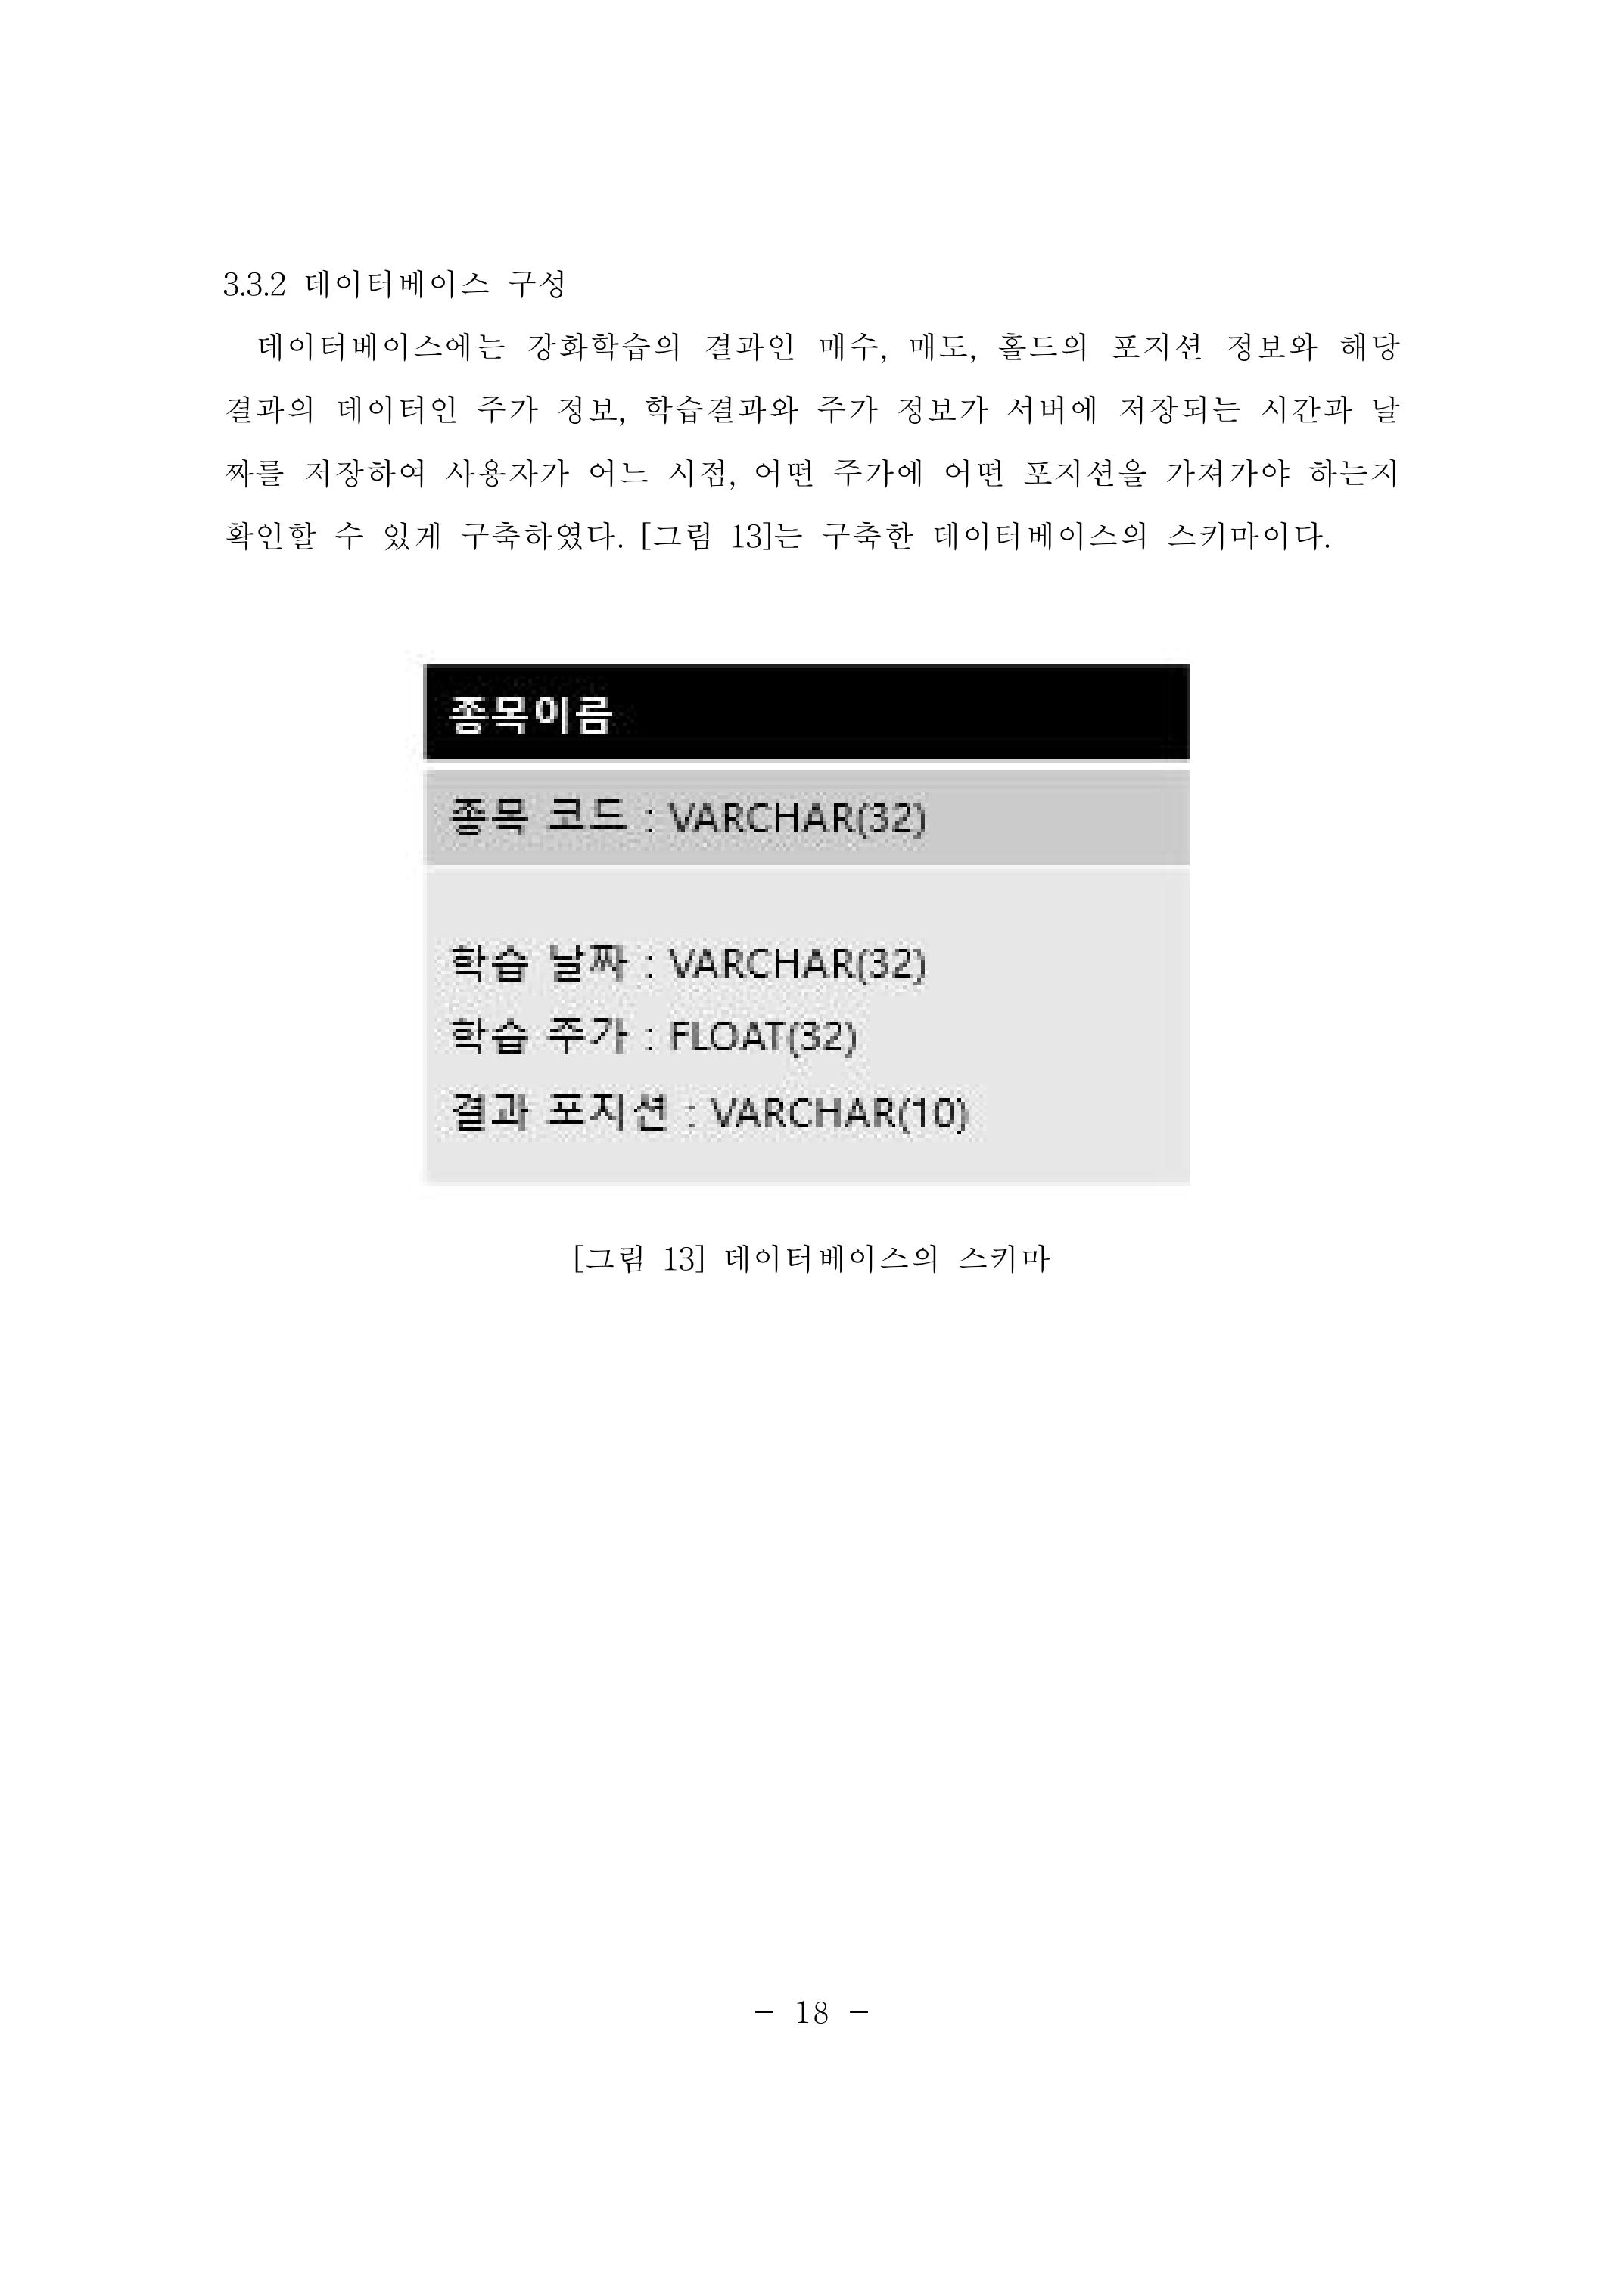 3.3.2 데이터베이스 구성
데이터베이스에는 강화학습의 결과인 매수, 매도, 홀드의 포지션 정보와 해당
결과의 데이터인 주가 정보, 학습결과와 주가 정보가 서버에 저장되는 시간과 날
짜를 저장하여 사용자가 어느 시점, 어떤 주가에 어떤 포지션을 가져가야 하는지
확인할 수 있게 구축하였다. [그림 13]는 구축한 데이터베이스의 스키마이다.
종목이름
종목 코드 : VARCHAR(32)
학습 날짜 : VARCHAR(32)
학습 주가 : FLOAT(32)
결과 포지션 : VARCHAR(10)
[그림 13] 데이터베이스의 스키마
- 18 -